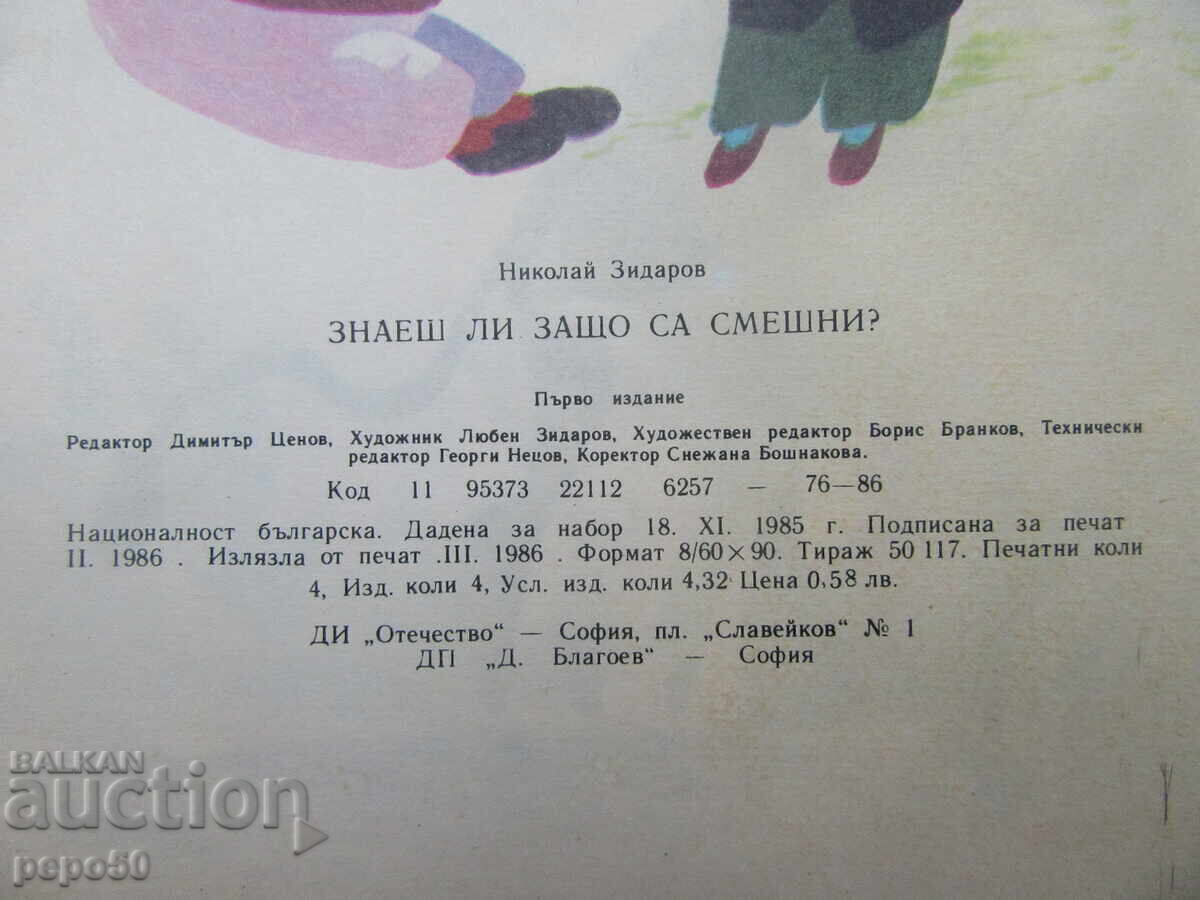 Николай Зидаров
ЗНАЕШ ЛИ ЗАЩО СА СМЕШНИ?
Първо издание
Редактор Димитър Ценов, Художник Любен Зидаров, Художествен редактор Борис Бранков, Технически
редактор Георги Нецов, Коректор Снежана Бошнакова.
Код 11 95373 22112 6257 — 76—86
Националност българска. Дадена за набор 18. XI. 1985 г. Подписана за печат
II. 1986 . Излязла от печат .III. 1986 . Формат 8/60×90. Тираж 50 117. Печатни коли
4, Изд. коли 4, Усл. изд. коли 4,32 Цена 0,58 лв.
ДИ „Отечество“ — София, пл. „Славейков“ № 1
ДП „Д. Благоев“ — София
BALKAN
auction
pepo50